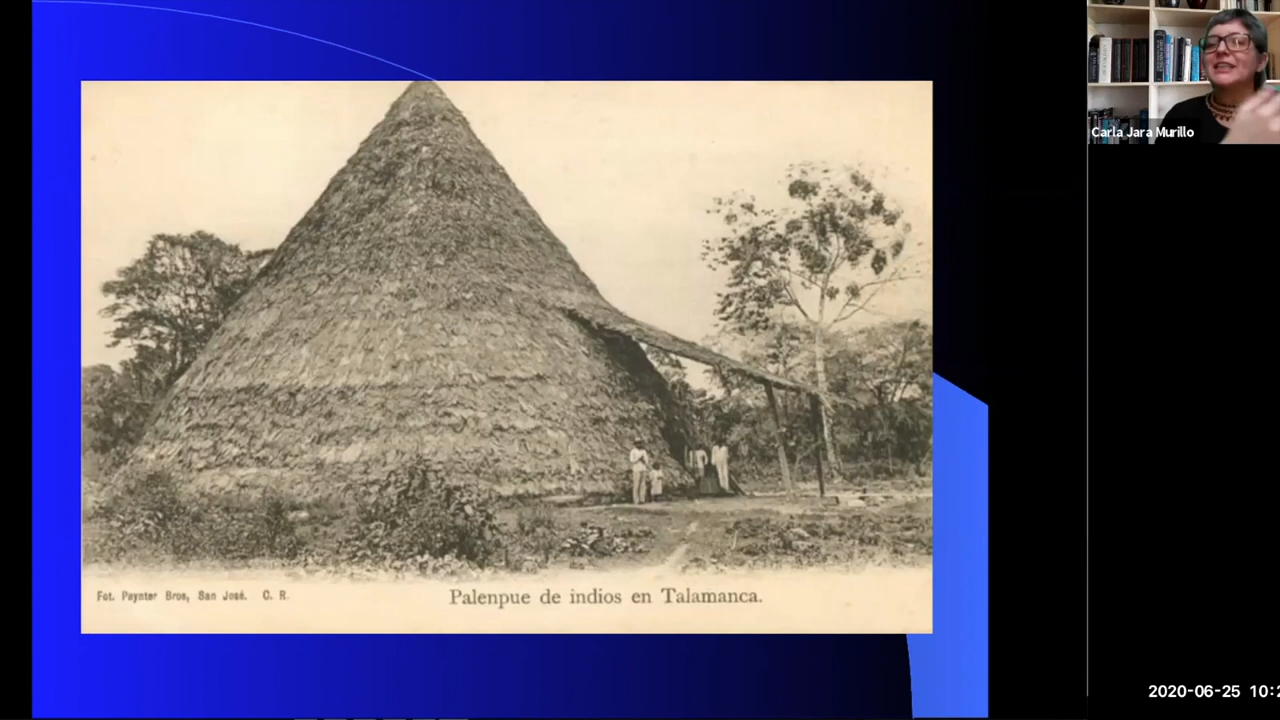 Carla Jara Murillo
Fot. Paynter Bros, San José. C. R.
Palenpue de indios en Talamanca.
2020-06-25 10:2